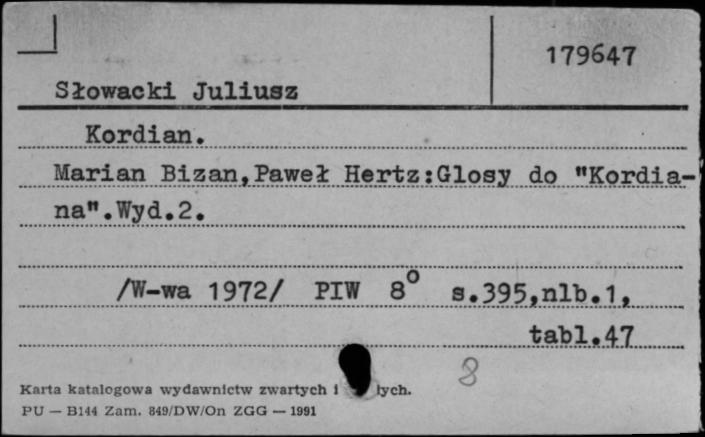 179647
Słowacki Juliusz
Kordian.
Marian Bizan,Paweł Hertz:Glosy do "Kordia-
na".Wyd.2.
/W-wa 1972/ PIW 8° s.395,nlb.1,
tabl.47
8
Karta katalogowa wydawnictw zwartych i łych.
PU — B144 Zam. 849/DW/On ZGG — 1991